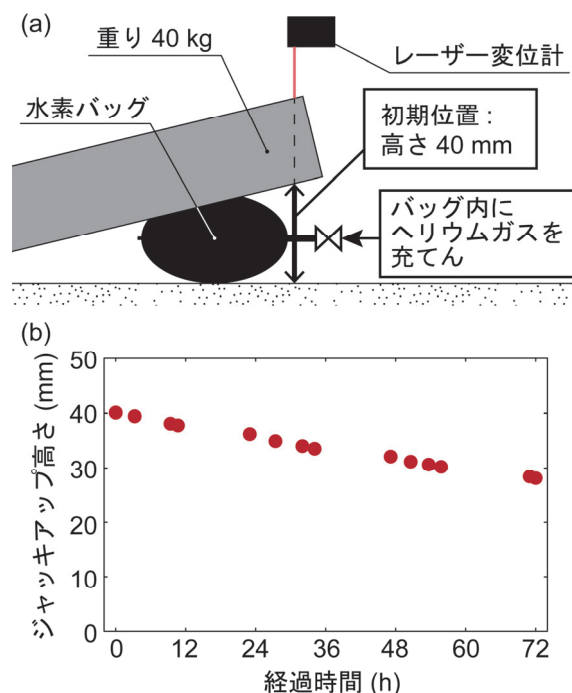 (a)
重り 40 kg
レーザー変位計
水素バッグ
初期位置：
高さ 40 mm
バッグ内に
ヘリウムガスを
充てん
(b)
ジャッキアップ高さ (mm)
50
40
30
20
10
0
0 12 24 36 48 60 72
経過時間 (h)